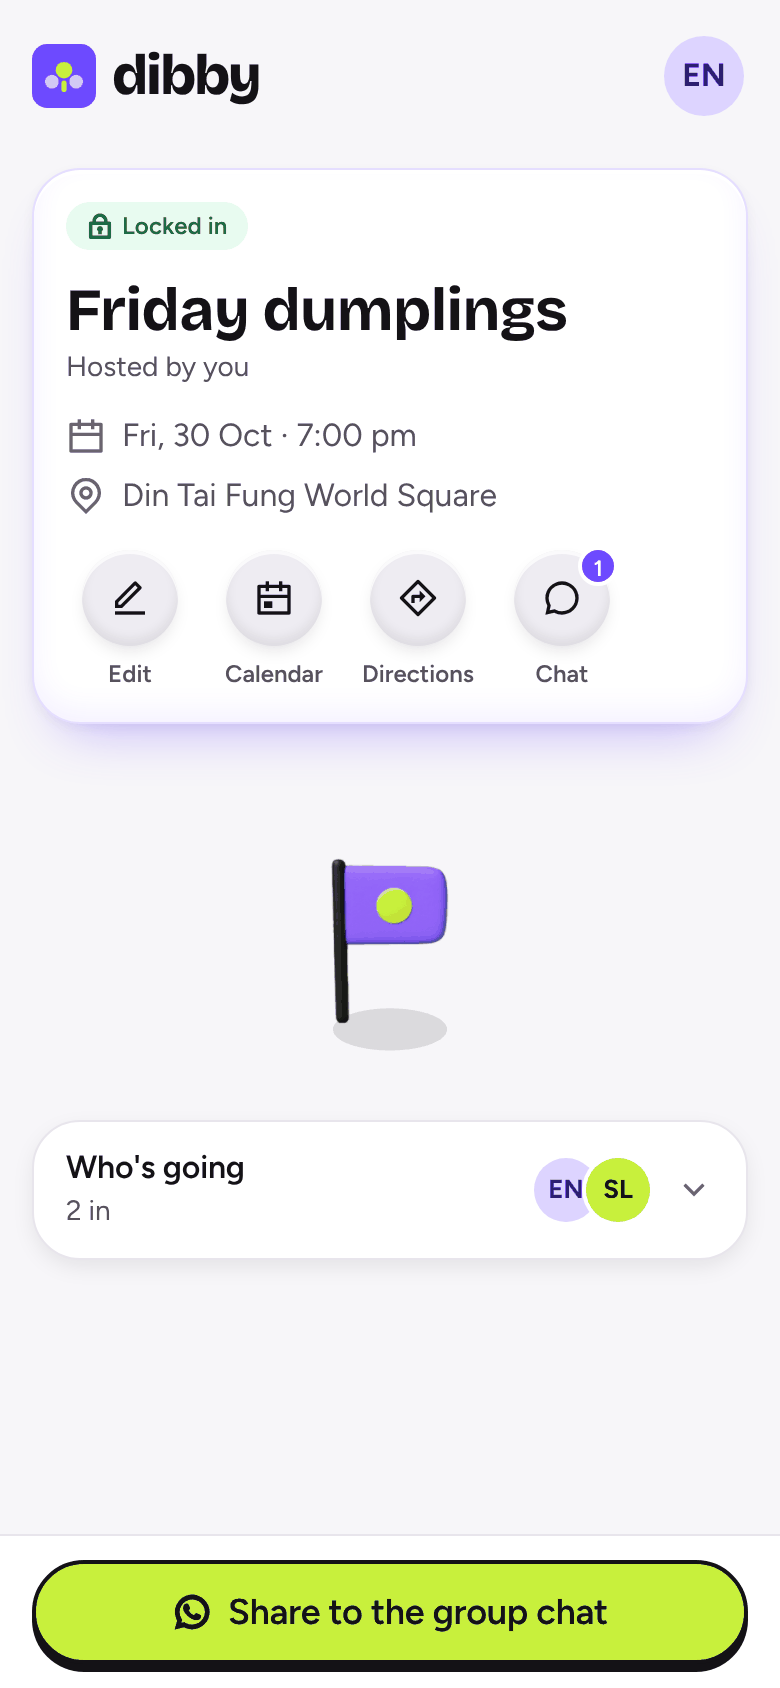 dibby
EN
Locked in
Friday dumplings
Hosted by you
Fri, 30 Oct · 7:00 pm
Din Tai Fung World Square
1
Edit
Calendar
Directions
Chat
Who's going
2 in
EN
SL
Share to the group chat